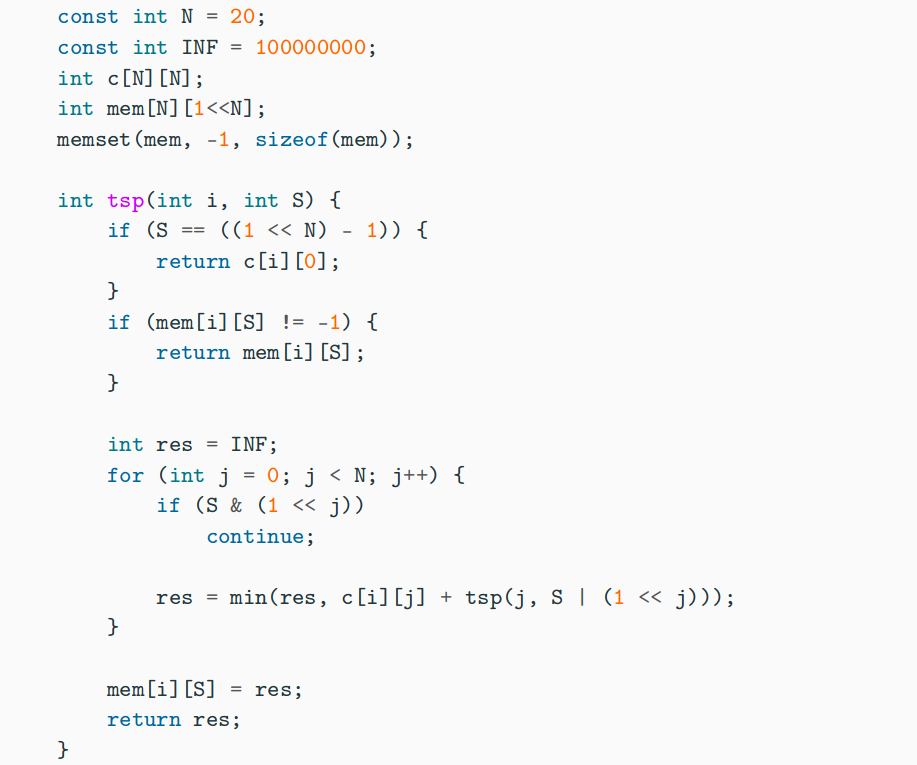 const int N = 20;
const int INF = 100000000;
int c[N][N];
int mem[N][1<<N];
memset(mem, -1, sizeof(mem));

int tsp(int i, int S) {
    if (S == ((1 << N) - 1)) {
        return c[i][0];
    }
    if (mem[i][S] != -1) {
        return mem[i][S];
    }

    int res = INF;
    for (int j = 0; j < N; j++) {
        if (S & (1 << j))
            continue;

        res = min(res, c[i][j] + tsp(j, S | (1 << j)));
    }

    mem[i][S] = res;
    return res;
}